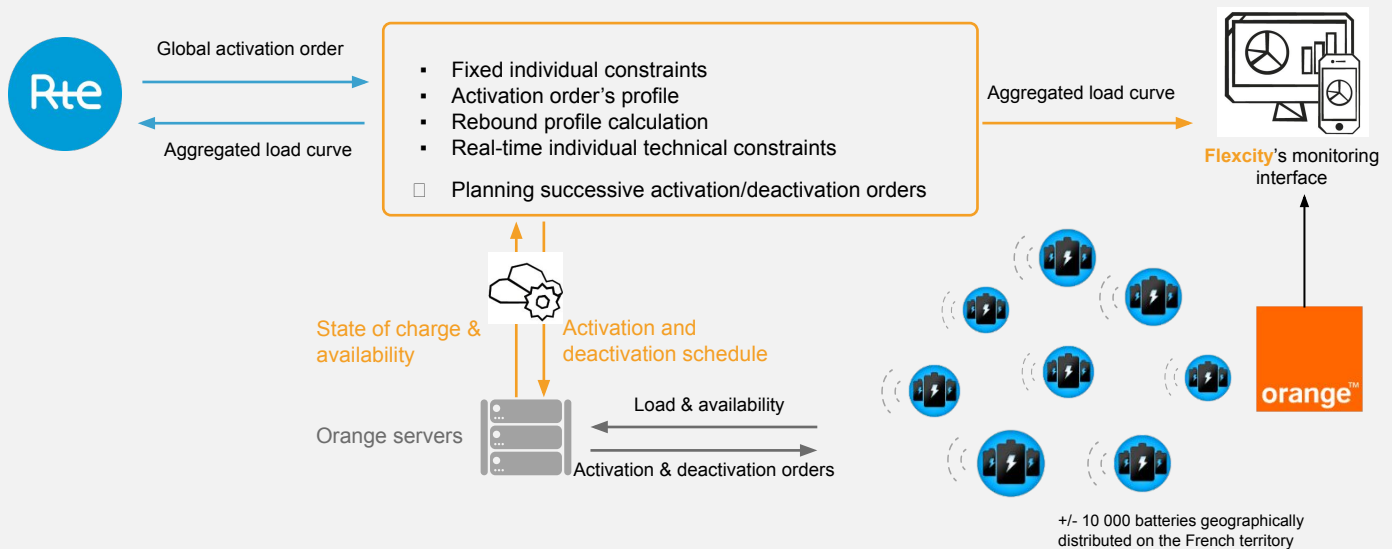 Rte
Global activation order
Aggregated load curve
▪ Fixed individual constraints
▪ Activation order's profile
▪ Rebound profile calculation
▪ Real-time individual technical constraints
□ Planning successive activation/deactivation orders
Aggregated load curve
Flexcity's monitoring
interface
State of charge &
availability
Activation and
deactivation schedule
Orange servers
Load & availability
Activation & deactivation orders
orange™
+/- 10 000 batteries geographically
distributed on the French territory